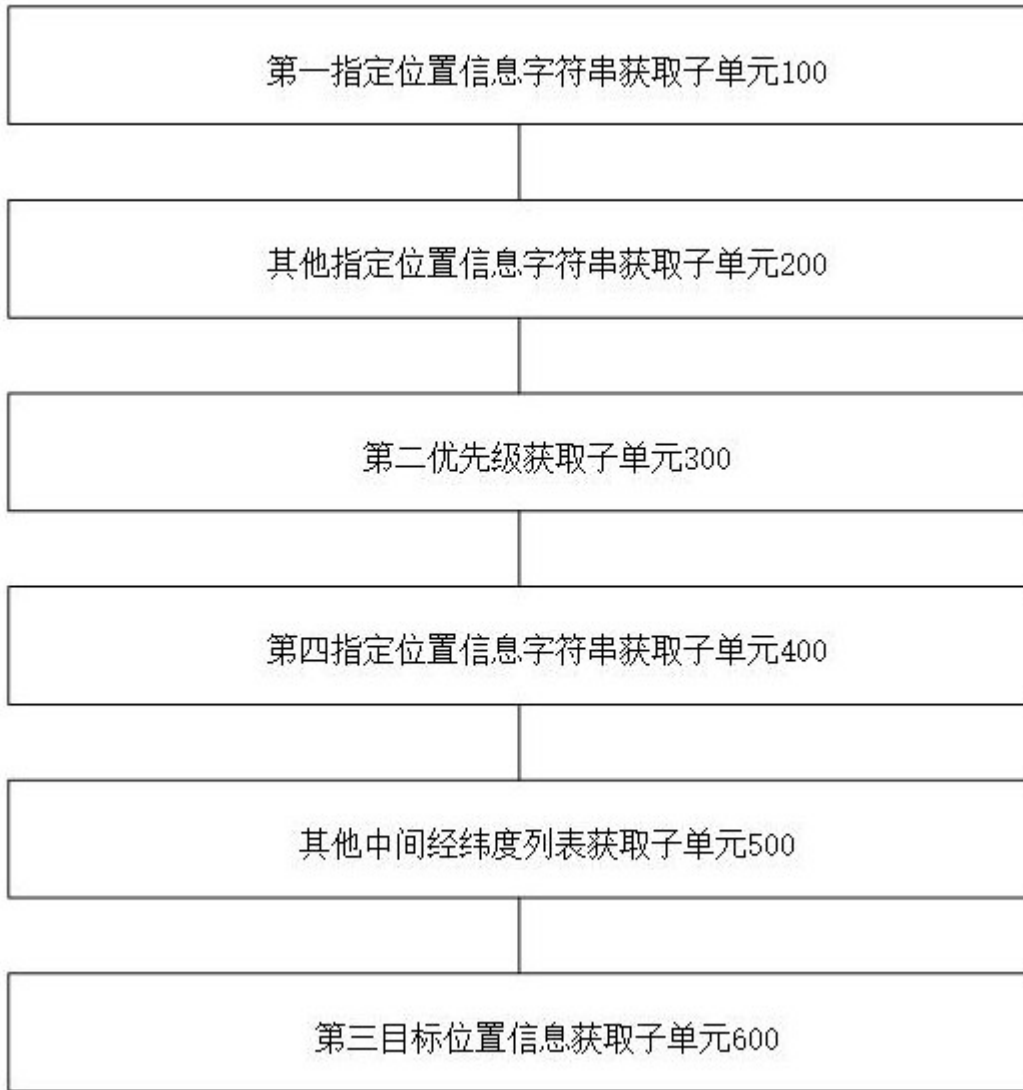 第一指定位置信息字符串获取子单元100
其他指定位置信息字符串获取子单元200
第二优先级获取子单元300
第四指定位置信息字符串获取子单元400
其他中间经纬度列表获取子单元500
第三目标位置信息获取子单元600